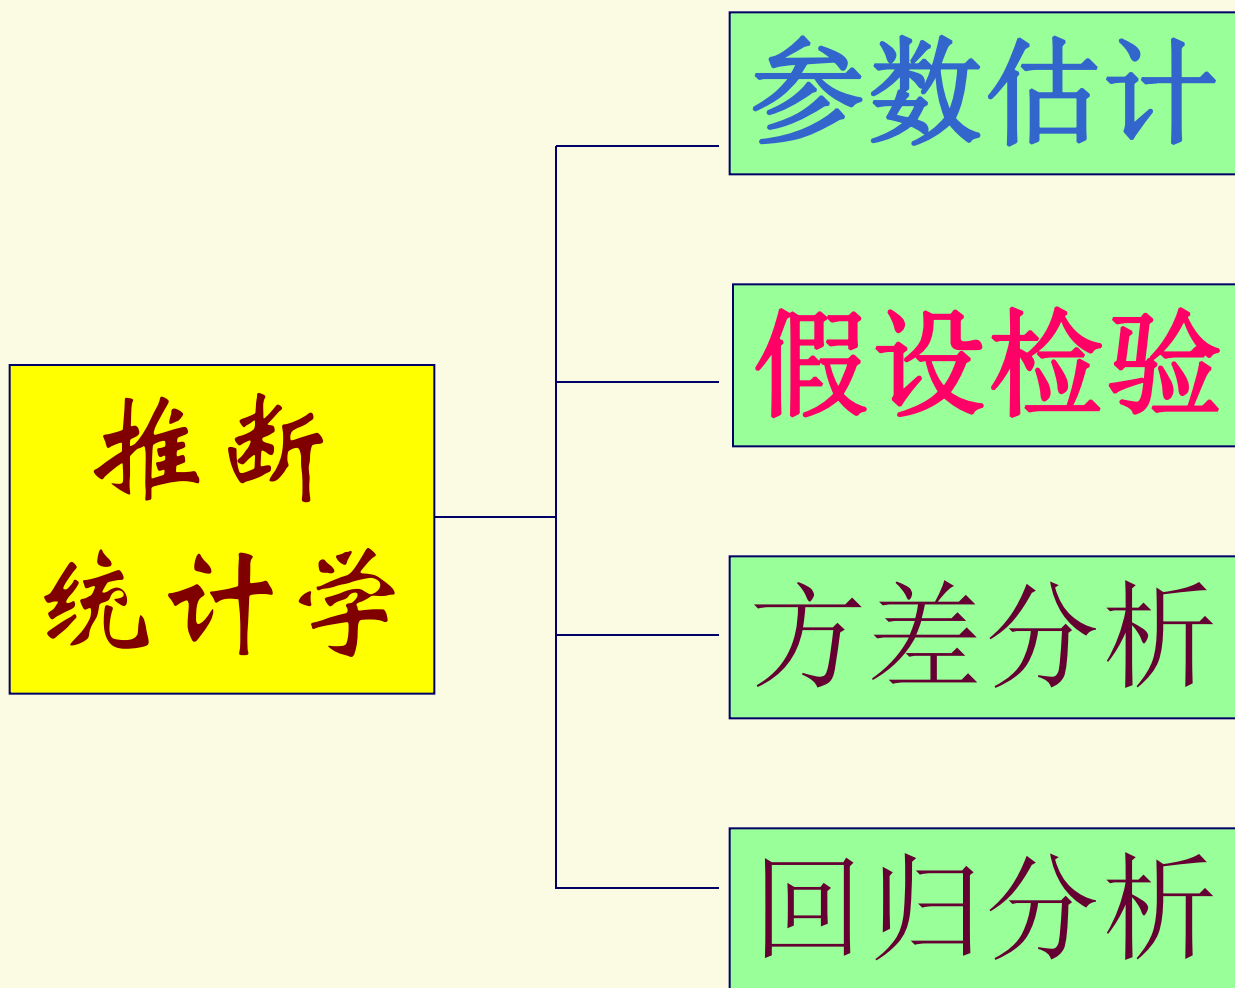 推断
统计学
参数估计
假设检验
方差分析
回归分析